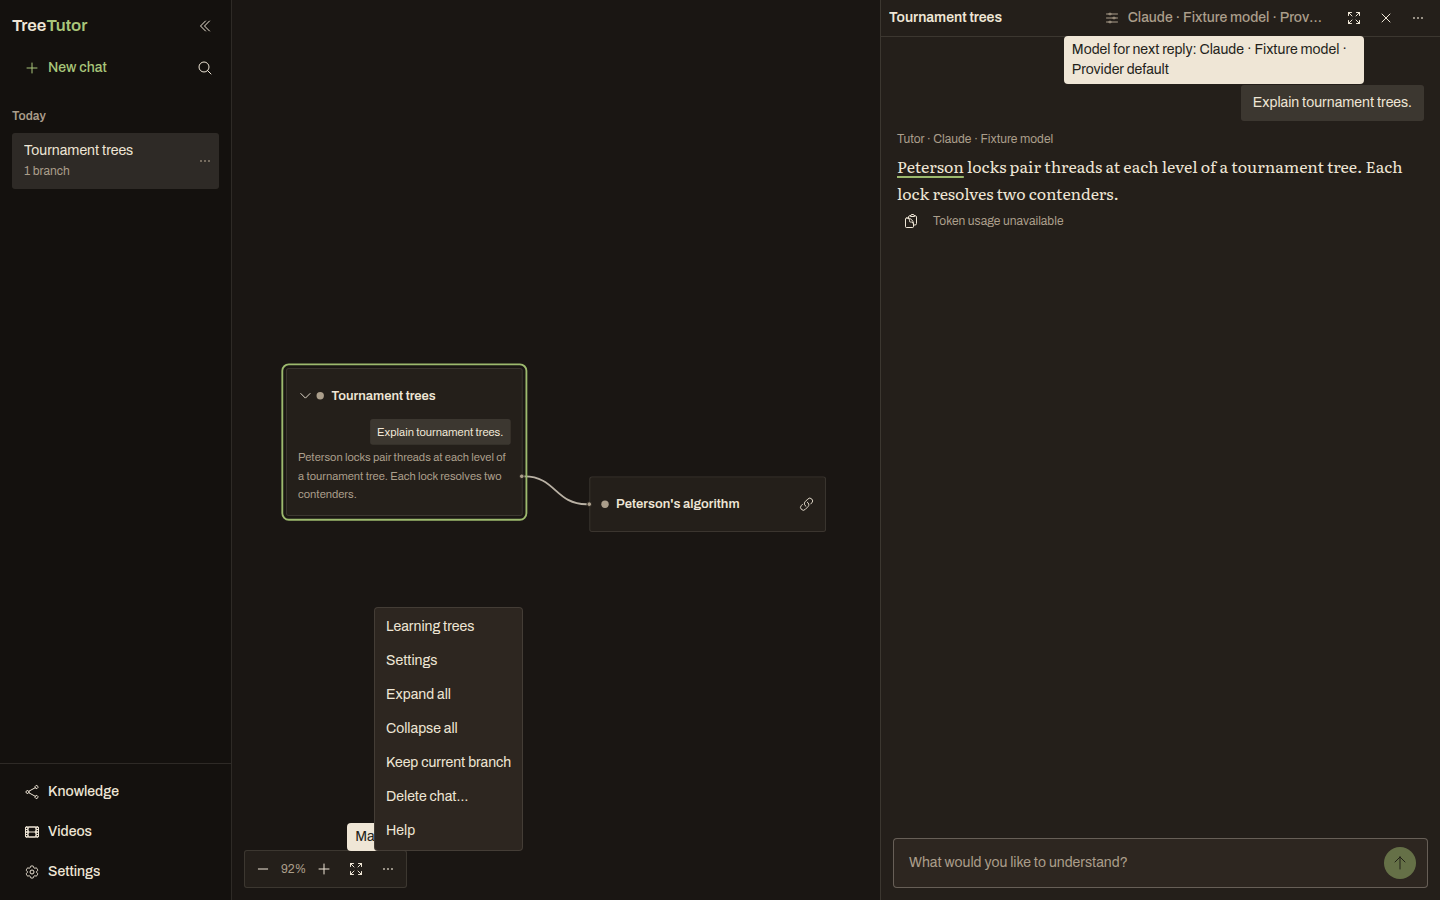 TreeTutor
New chat
Today
Tournament trees
1 branch
Knowledge
Videos
Settings
Tournament trees
Explain tournament trees.
Peterson locks pair threads at each level of
a tournament tree. Each lock resolves two
contenders.
Peterson's algorithm
Learning trees
Settings
Expand all
Collapse all
Keep current branch
Delete chat...
Help
92%
Tournament trees
Claude · Fixture model · Prov...
Model for next reply: Claude · Fixture model ·
Provider default
Explain tournament trees.
Tutor · Claude · Fixture model
Peterson locks pair threads at each level of a tournament tree. Each
lock resolves two contenders.
Token usage unavailable
What would you like to understand?